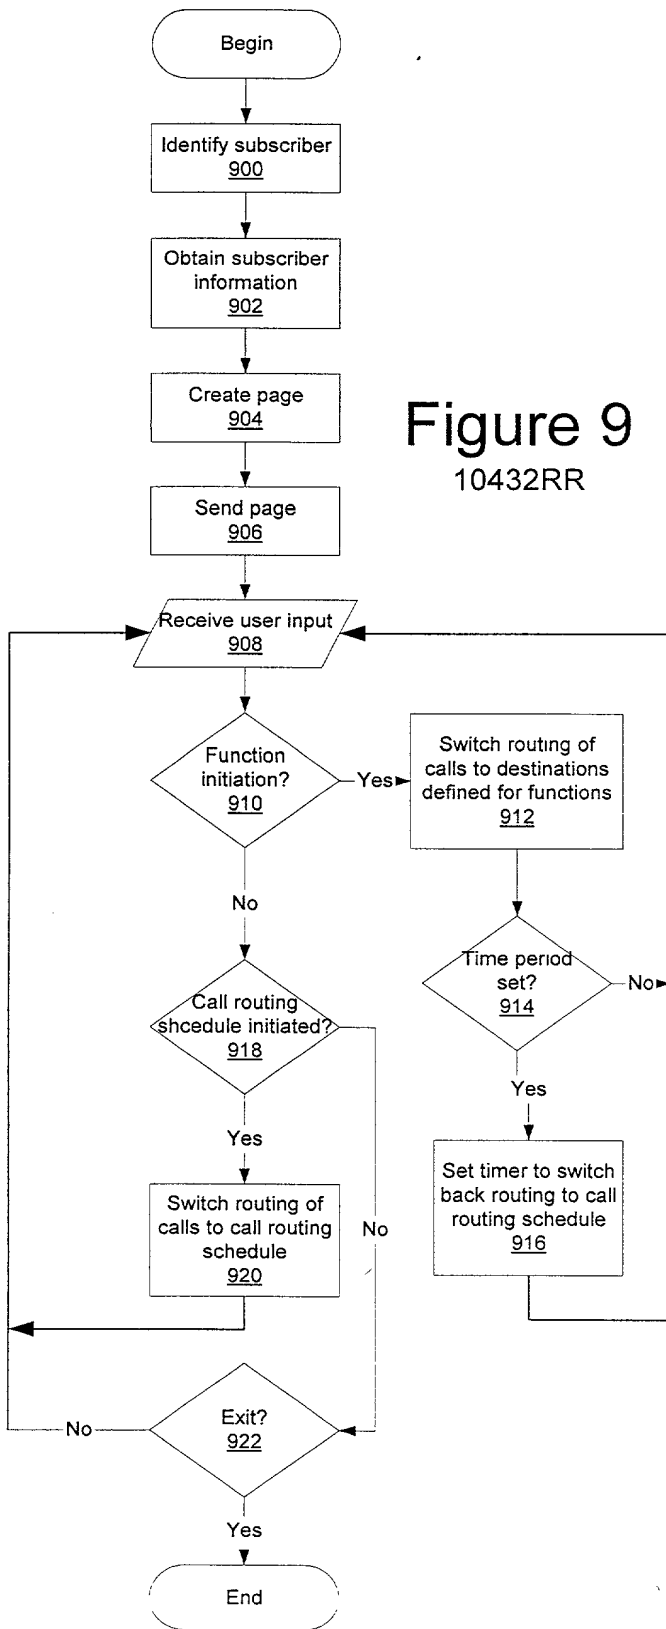 Begin
Identify subscriber
900
Obtain subscriber
information
902
Create page
904
Figure 9
10432RR
Send page
906
Receive user input
908
Function
initiation?
910
Yes
Switch routing of
calls to destinations
defined for functions
912
No
Time period
set?
914
No
Call routing
shcedule initiated?
918
Yes
Yes
Set timer to switch
back routing to call
routing schedule
916
Switch routing of
calls to call routing
schedule
920
No
Exit?
922
No
Yes
End